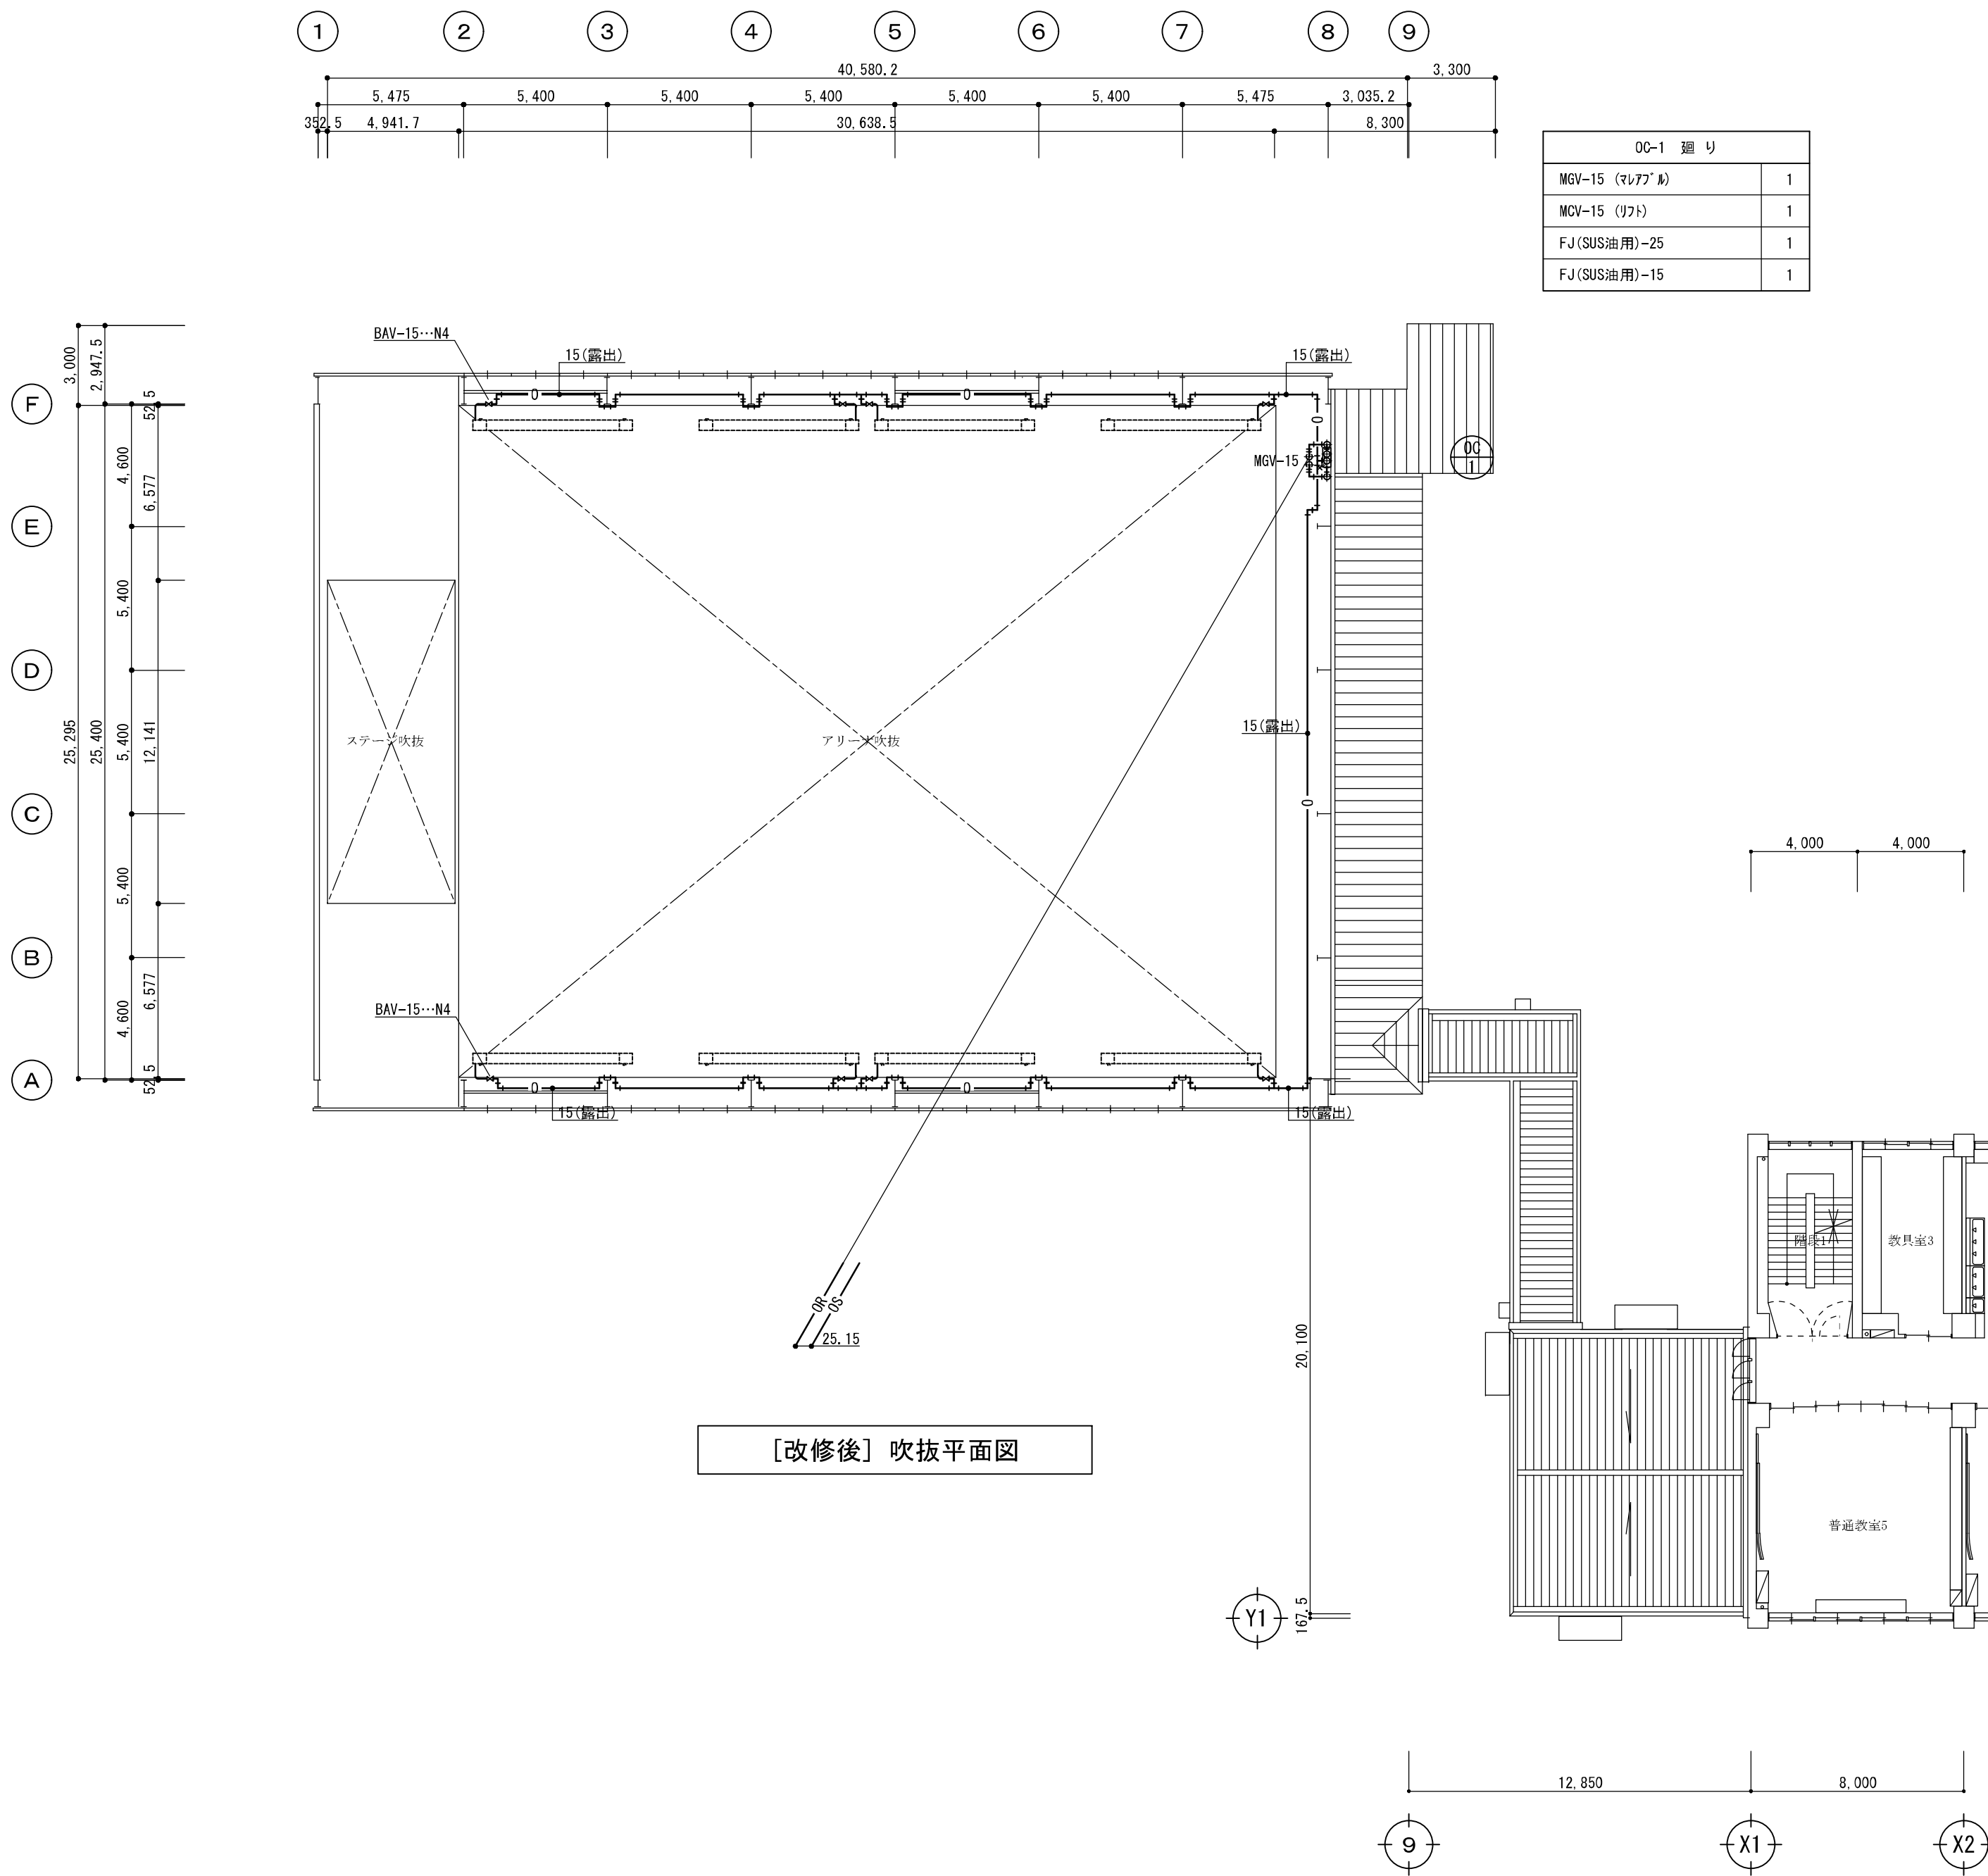 1 2 3 4 5 6 7 8 9
40,580.2 3,300
5,475 5,400 5,400 5,400 5,400 5,400 5,475 3,035.2
352.5 4,941.7 30,638.5 8,300
OC-1 廻り
MGV-15 (マレアブル) 1
MCV-15 (リフト) 1
FJ(SUS油用)-25 1
FJ(SUS油用)-15 1
BAV-15…N4
15(露出)
15(露出)
3,000
2,947.5
52.5
F
O
O
O
MGV-15
OC
1
4,600
6,577
E
5,400
D
25,295
25,400
5,400
12,141
ステージ吹抜
アリーナ吹抜
15(露出)
O
C
5,400
4,000 4,000
B
4,600
6,577
BAV-15…N4
A
52.5
O
O
15(露出)
15(露出)
OR
OS
25.15
20,100
階段1
教具室3
[改修後] 吹抜平面図
普通教室5
Y1
167.5
12,850 8,000
9 X1 X2